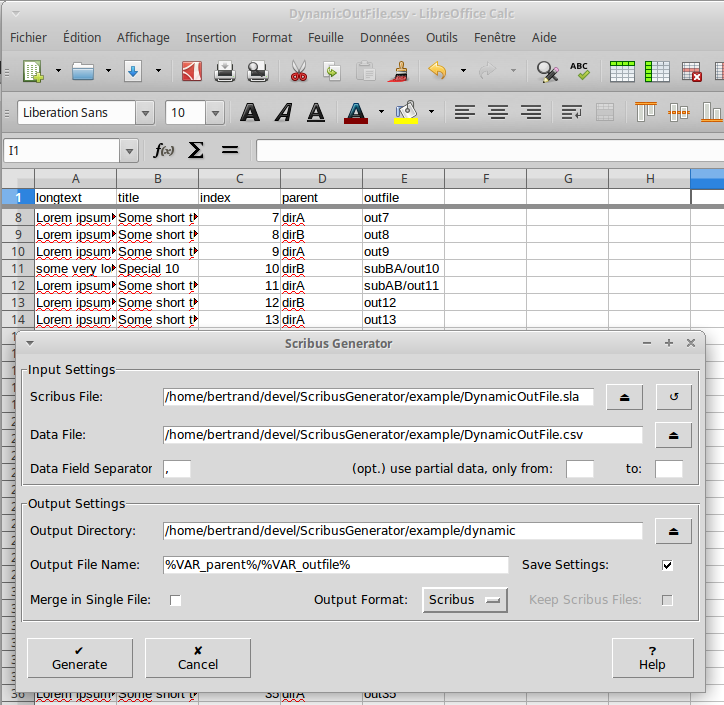 DynamicOutFile.csv - LibreOffice Calc
Fichier Édition Affichage Insertion Format Feuille Données Outils Fenêtre Aide
ABC
Liberation Sans 10 A A A A
I1 f(x) Σ =
A B C D E F G H
1 longtext title index parent outfile
8 Lorem ipsum Some short t 7 dirA out7
9 Lorem ipsum Some short t 8 dirB out8
10 Lorem ipsum Some short t 9 dirA out9
11 some very lo Special 10 10 dirB subBA/out10
12 Lorem ipsum Some short t 11 dirA subAB/out11
13 Lorem ipsum Some short t 12 dirB out12
14 Lorem ipsum Some short t 13 dirA out13
Scribus Generator
Input Settings
Scribus File: /home/bertrand/devel/ScribusGenerator/example/DynamicOutFile.sla
Data File: /home/bertrand/devel/ScribusGenerator/example/DynamicOutFile.csv
Data Field Separator , (opt.) use partial data, only from: to:
Output Settings
Output Directory: /home/bertrand/devel/ScribusGenerator/example/dynamic
Output File Name: %VAR_parent%/%VAR_outfile% Save Settings:
Merge in Single File: Output Format: Scribus Keep Scribus Files:
Generate Cancel ? Help
36 Lorem ipsum Some short t 35 dirA out35